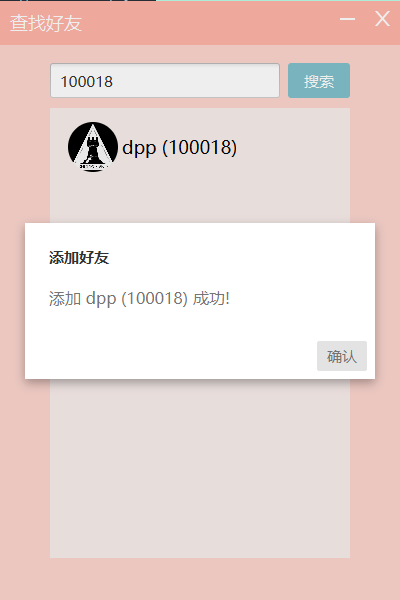 查找好友
100018
搜索
dpp (100018)
添加好友
添加 dpp (100018) 成功!
确认